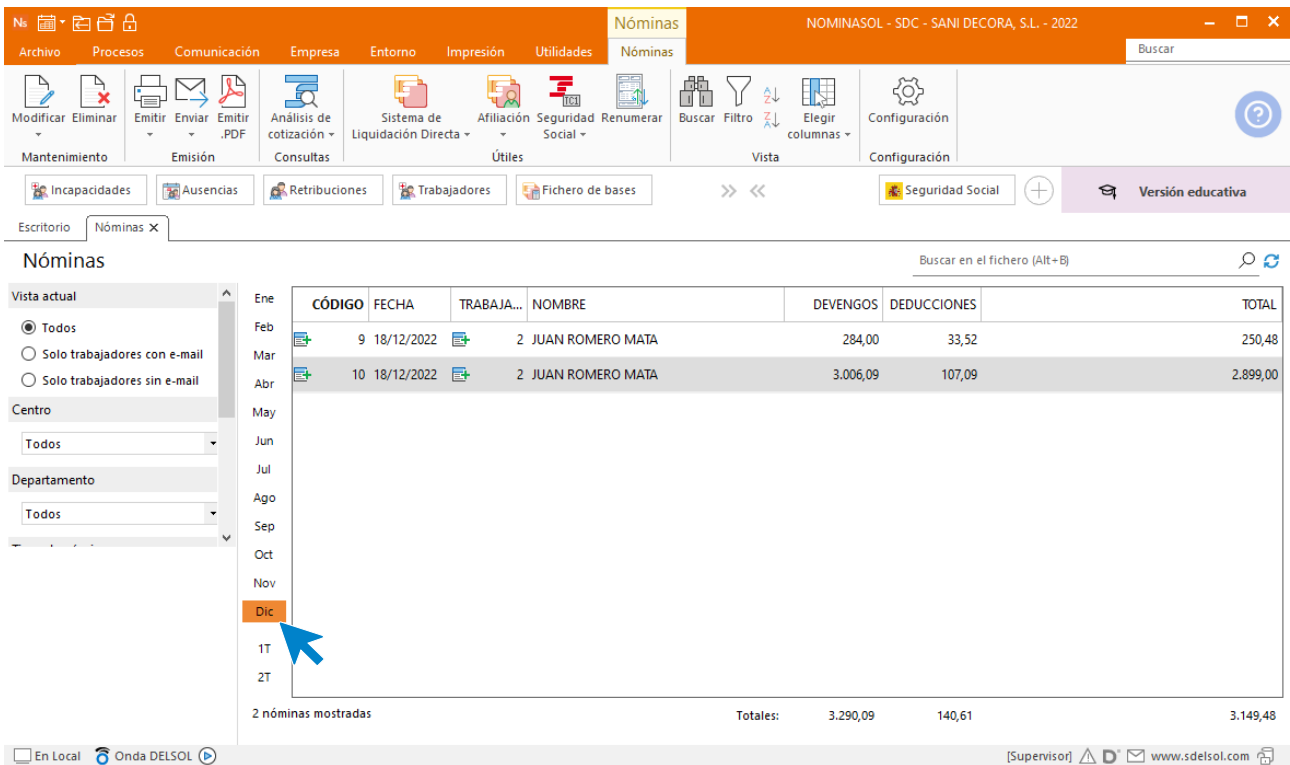 Ns Nóminas NOMINASOL - SDC - SANI DECORA, S.L. - 2022
Archivo Procesos Comunicación Empresa Entorno Impresión Utilidades Nóminas Buscar
Modificar Eliminar Emitir Enviar Emitir .PDF Análisis de cotización Sistema de Liquidación Directa Afiliación Seguridad Social Renumerar Buscar Filtro Elegir columnas Configuración
Mantenimiento Emisión Consultas Útiles Vista Configuración
Incapacidades Ausencias Retribuciones Trabajadores Fichero de bases Seguridad Social Versión educativa
Escritorio Nóminas X
Nóminas Buscar en el fichero (Alt+B)
Vista actual
Todos
Solo trabajadores con e-mail
Solo trabajadores sin e-mail
Centro
Todos
Departamento
Todos
Ene
Feb
Mar
Abr
May
Jun
Jul
Ago
Sep
Oct
Nov
Dic
1T
2T
CÓDIGO FECHA TRABAJA... NOMBRE DEVENGOS DEDUCCIONES TOTAL
9 18/12/2022 2 JUAN ROMERO MATA 284,00 33,52 250,48
10 18/12/2022 2 JUAN ROMERO MATA 3.006,09 107,09 2.899,00
2 nóminas mostradas Totales: 3.290,09 140,61 3.149,48
En Local Onda DELSOL [Supervisor] D www.sdelsol.com